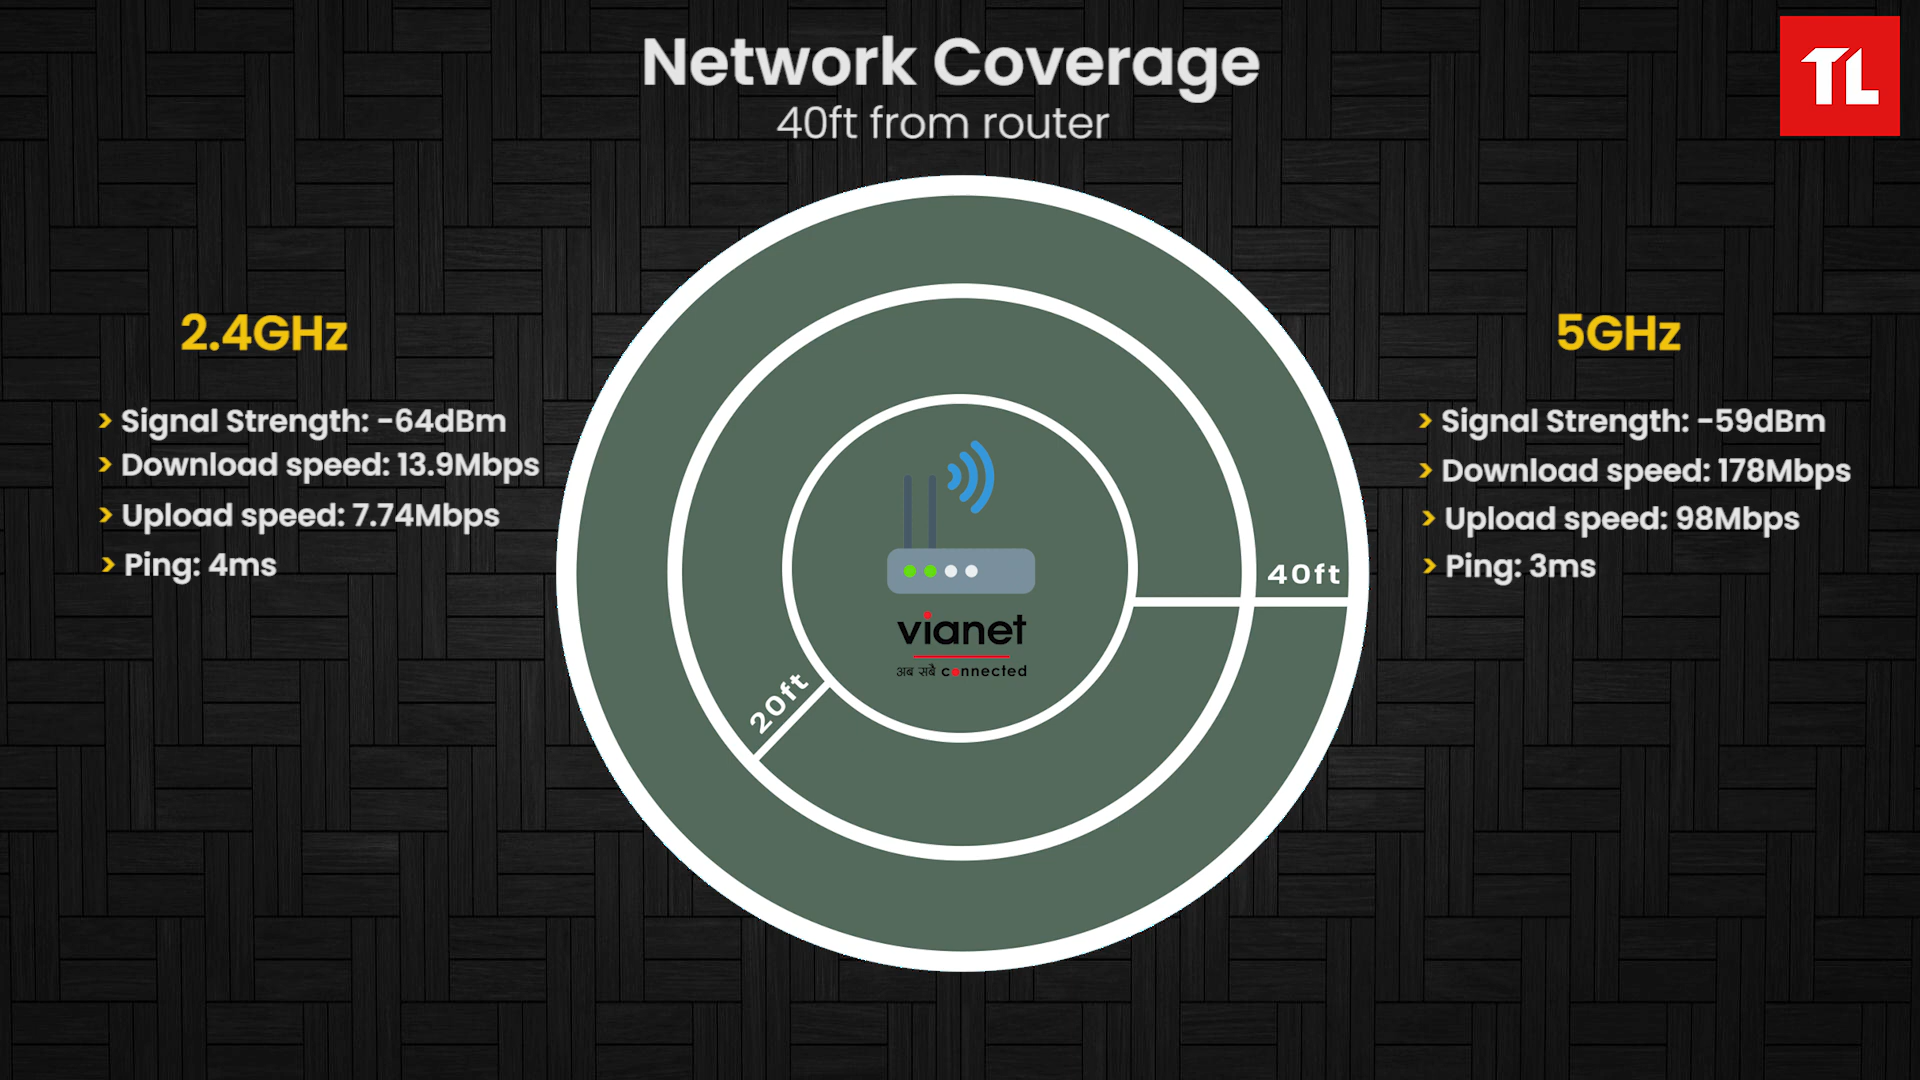 Network Coverage
40ft from router
TL
2.4GHz
> Signal Strength: -64dBm
> Download speed: 13.9Mbps
> Upload speed: 7.74Mbps
> Ping: 4ms
40ft
20ft
vianet
अब सबै connected
5GHz
> Signal Strength: -59dBm
> Download speed: 178Mbps
> Upload speed: 98Mbps
> Ping: 3ms